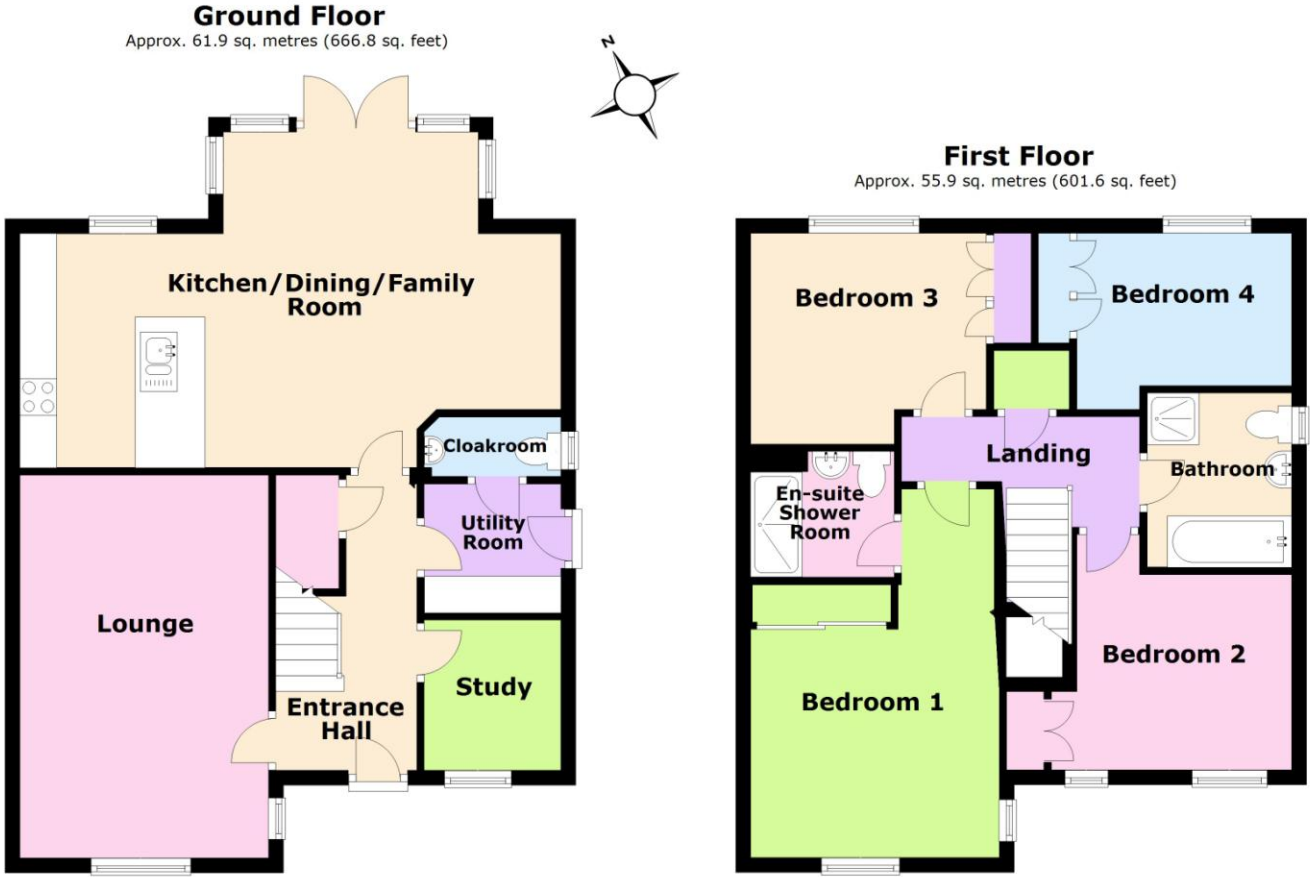 Ground Floor
Approx. 61.9 sq. metres (666.8 sq. feet)
N
Kitchen/Dining/Family
Room
Cloakroom
Utility
Room
Lounge
Study
Entrance
Hall
First Floor
Approx. 55.9 sq. metres (601.6 sq. feet)
Bedroom 3
Bedroom 4
Landing
Bathroom
En-suite
Shower
Room
Bedroom 2
Bedroom 1